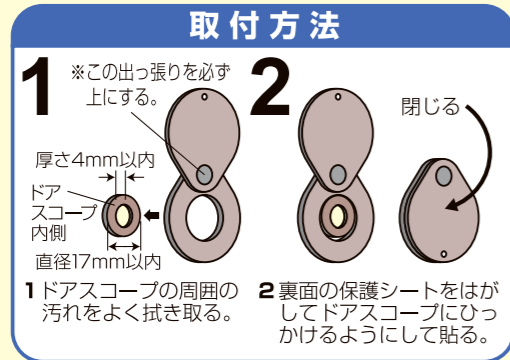 取付方法
1
※この出っ張りを必ず
上にする。
厚さ4mm以内
ドア
スコープ
内側
直径17mm以内
1 ドアスコープの周囲の
汚れをよく拭き取る。
2
閉じる
2 裏面の保護シートをはが
してドアスコープにひっ
かけるようにして貼る。